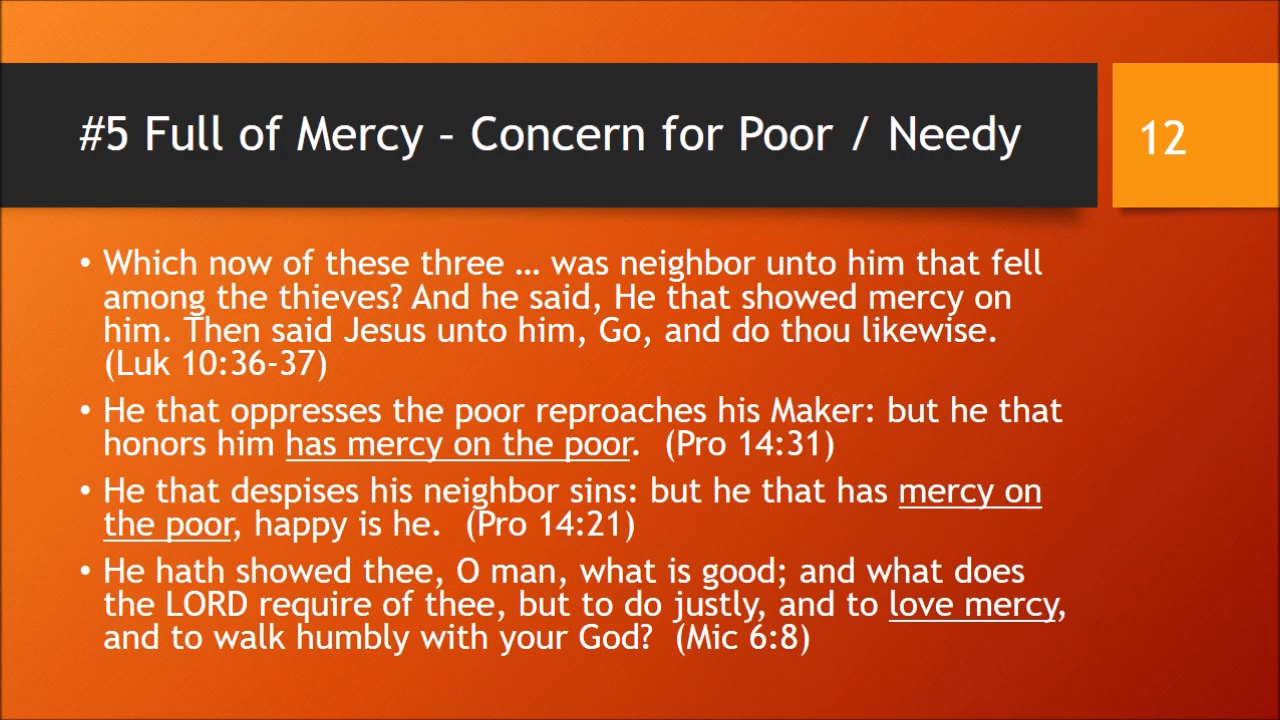 #5 Full of Mercy – Concern for Poor / Needy
12
• Which now of these three … was neighbor unto him that fell
among the thieves? And he said, He that showed mercy on
him. Then said Jesus unto him, Go, and do thou likewise.
(Luk 10:36-37)
• He that oppresses the poor reproaches his Maker: but he that
honors him has mercy on the poor.  (Pro 14:31)
• He that despises his neighbor sins: but he that has mercy on
the poor, happy is he.  (Pro 14:21)
• He hath showed thee, O man, what is good; and what does
the LORD require of thee, but to do justly, and to love mercy,
and to walk humbly with your God?  (Mic 6:8)